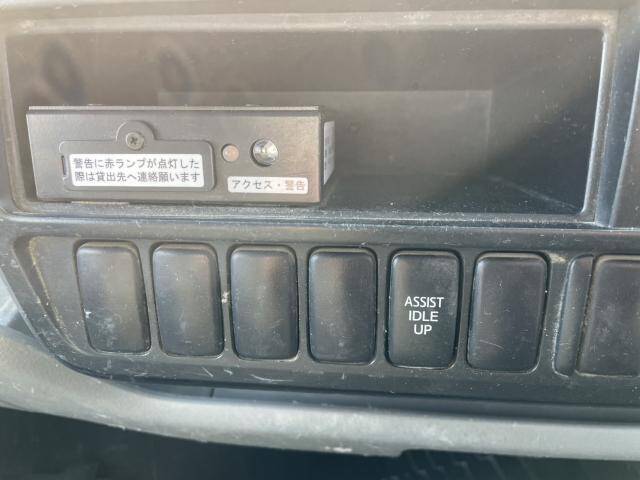 警告に赤ランプが点灯した
際は貸出先へ連絡願います
アクセス・警告
ASSIST
IDLE
UP